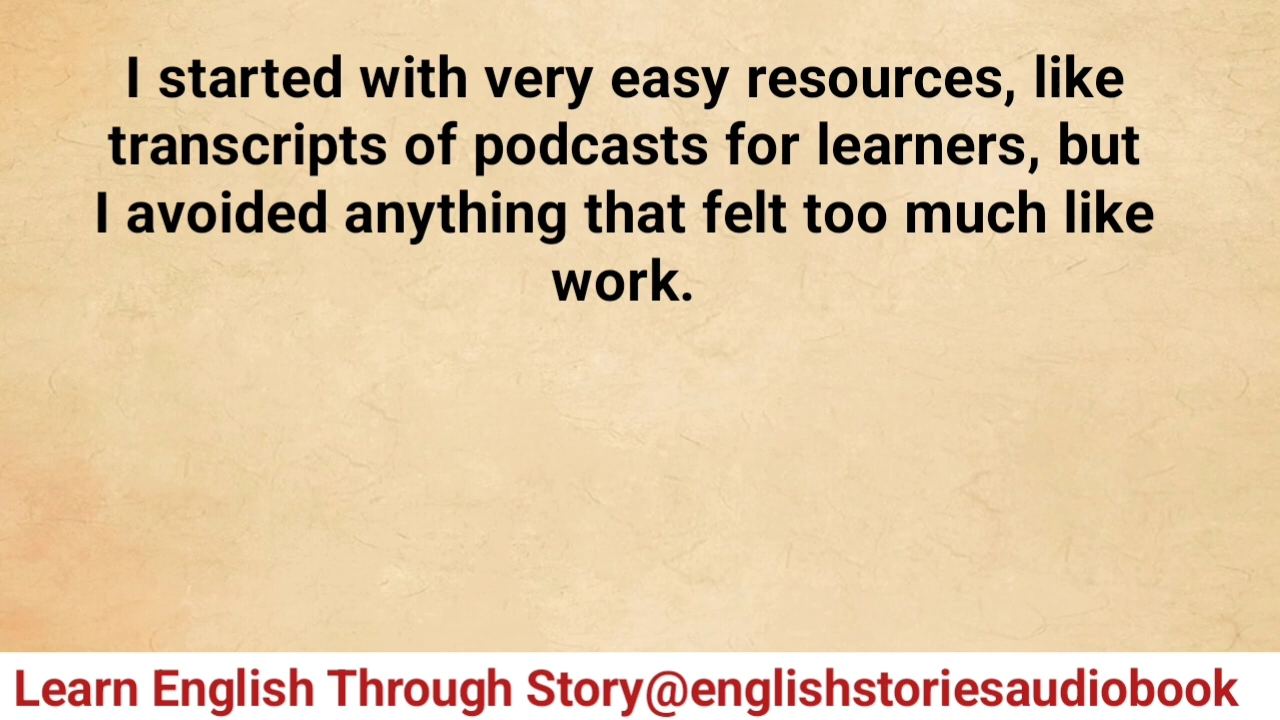 I started with very easy resources, like
transcripts of podcasts for learners, but
I avoided anything that felt too much like
work.
Learn English Through Story@englishstoriesaudiobook